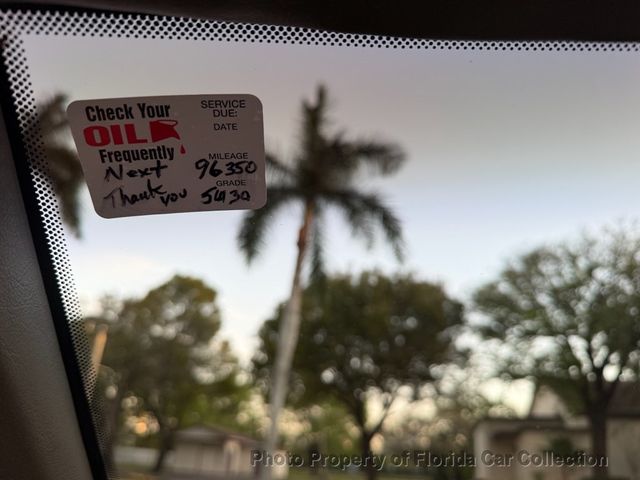 Check Your
OIL
Frequently
Next
Thank you
SERVICE
DUE:
DATE
MILEAGE
96350
GRADE
5W30
Photo Property of Florida Car Collection